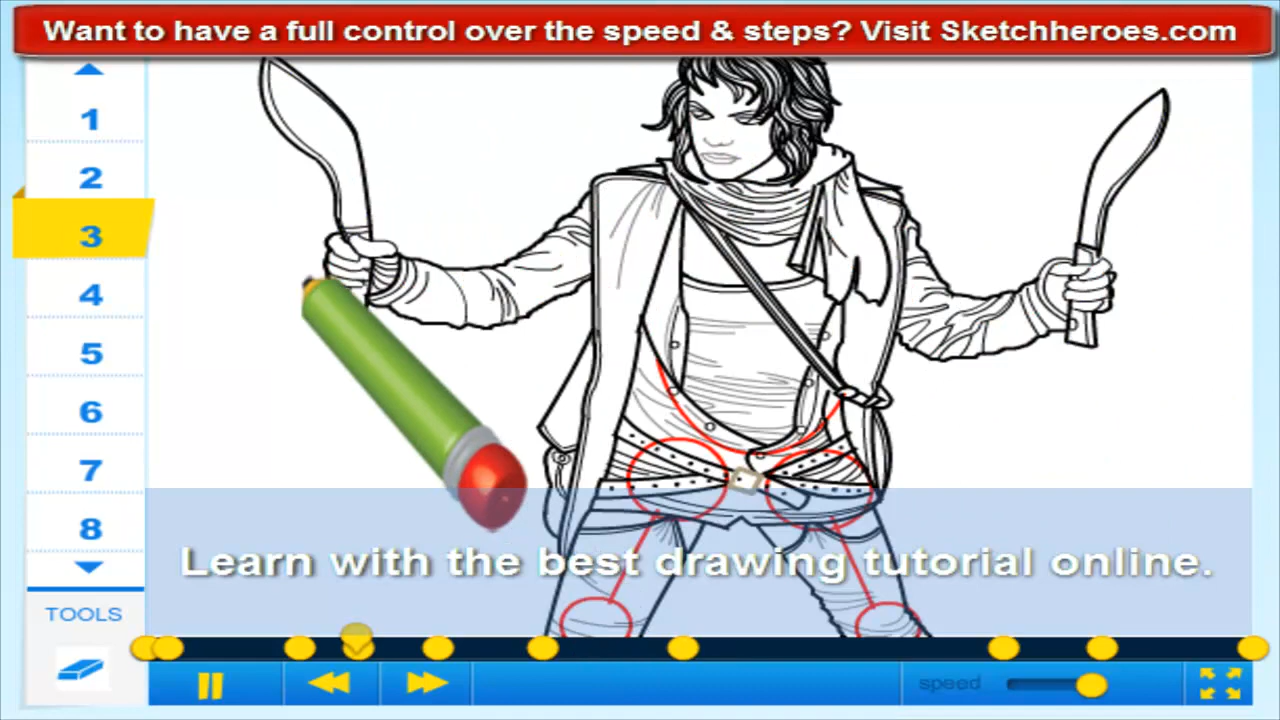 Want to have a full control over the speed & steps? Visit Sketchheroes.com
1
2
3
4
5
6
7
8
Learn with the best drawing tutorial online.
TOOLS
speed